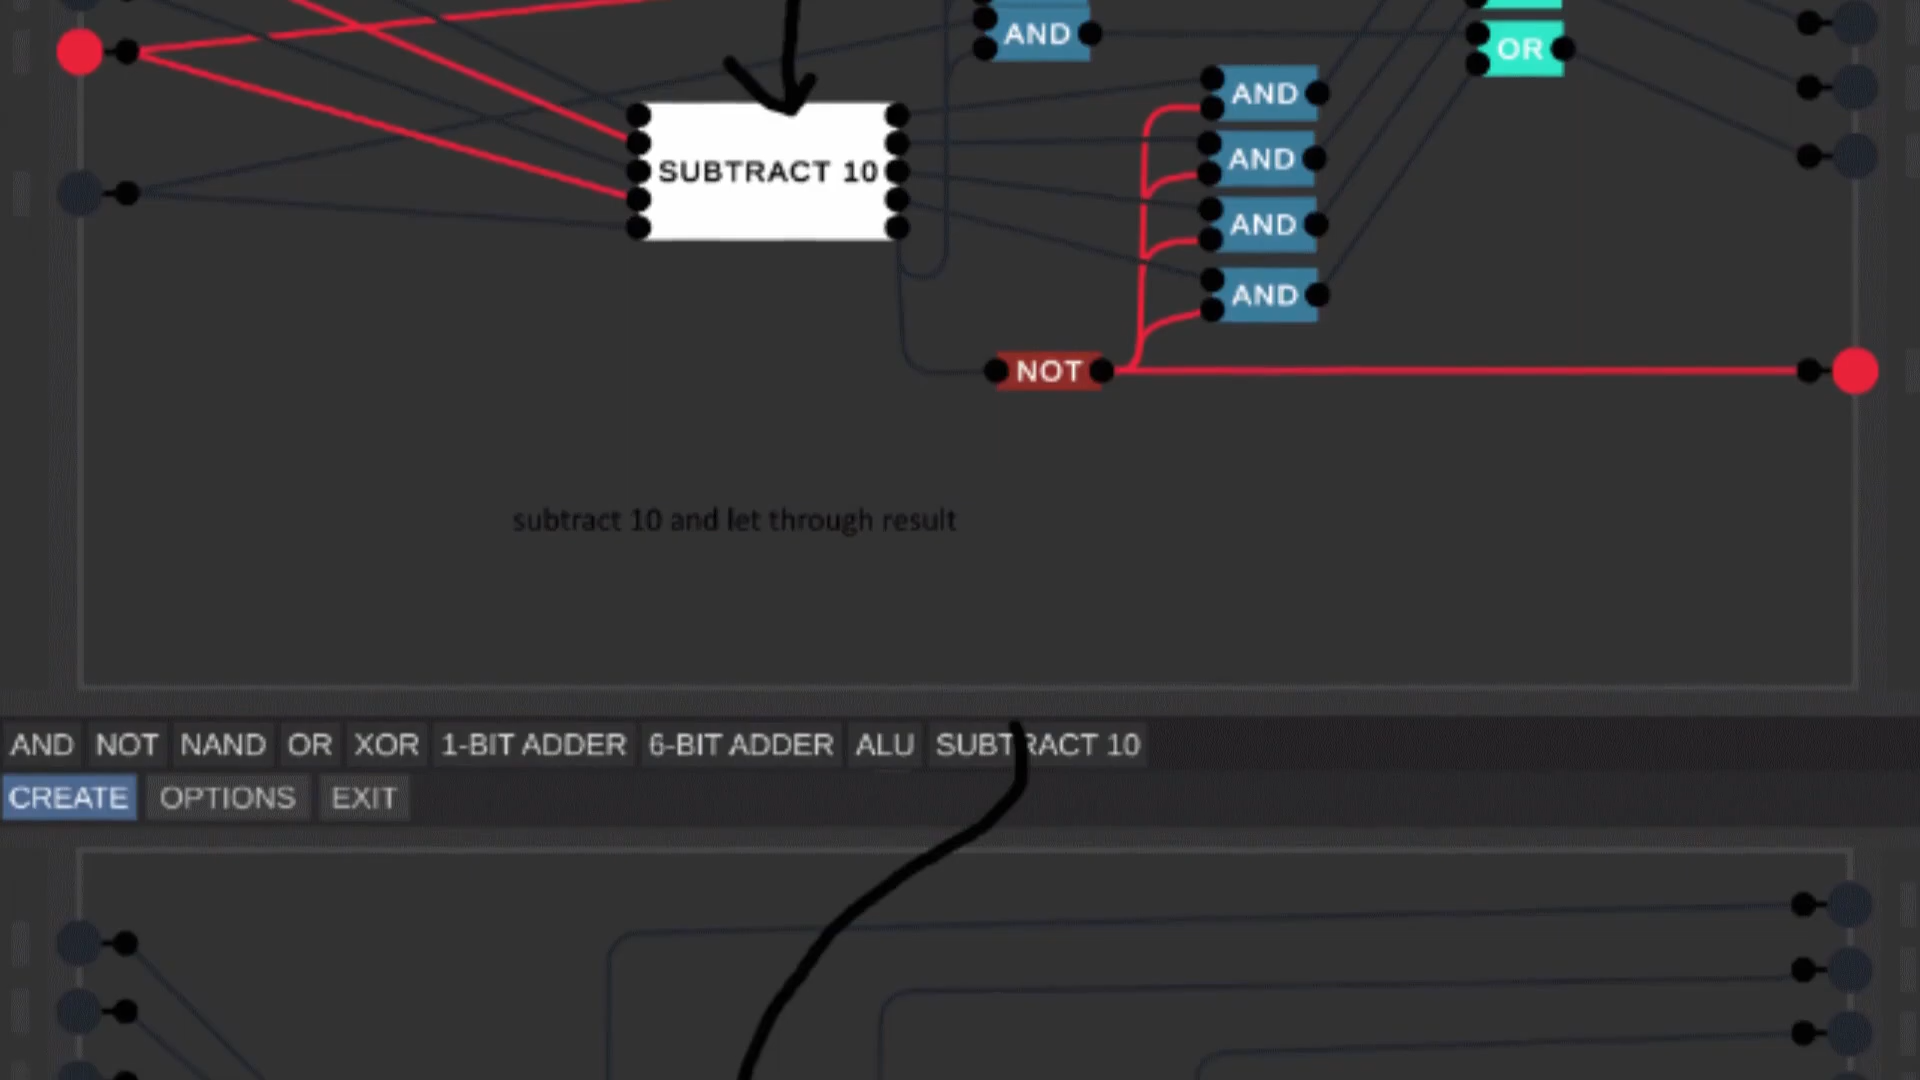 AND
OR
AND
AND
SUBTRACT 10
AND
AND
NOT
subtract 10 and let through result
AND NOT NAND OR XOR 1-BIT ADDER 6-BIT ADDER ALU SUBTRACT 10
CREATE OPTIONS EXIT